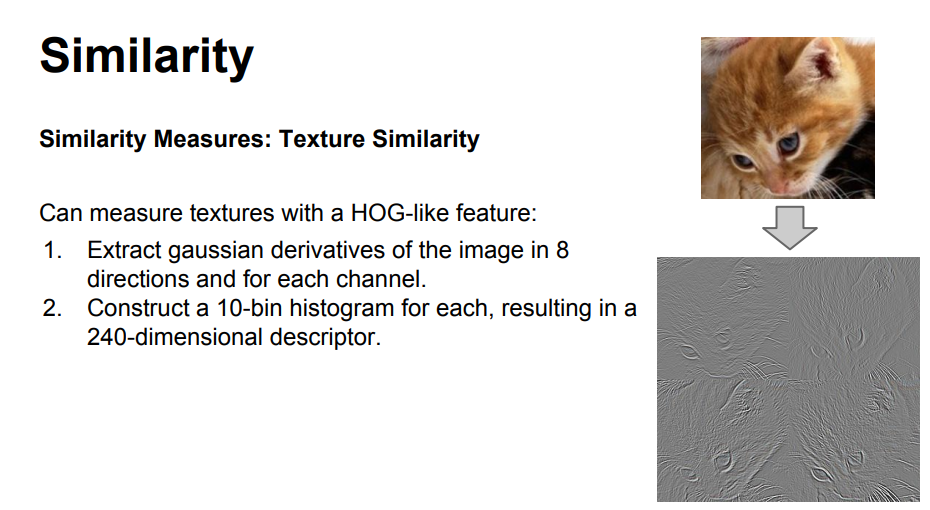 Similarity
Similarity Measures: Texture Similarity
Can measure textures with a HOG-like feature:
1. Extract gaussian derivatives of the image in 8
directions and for each channel.
2. Construct a 10-bin histogram for each, resulting in a
240-dimensional descriptor.